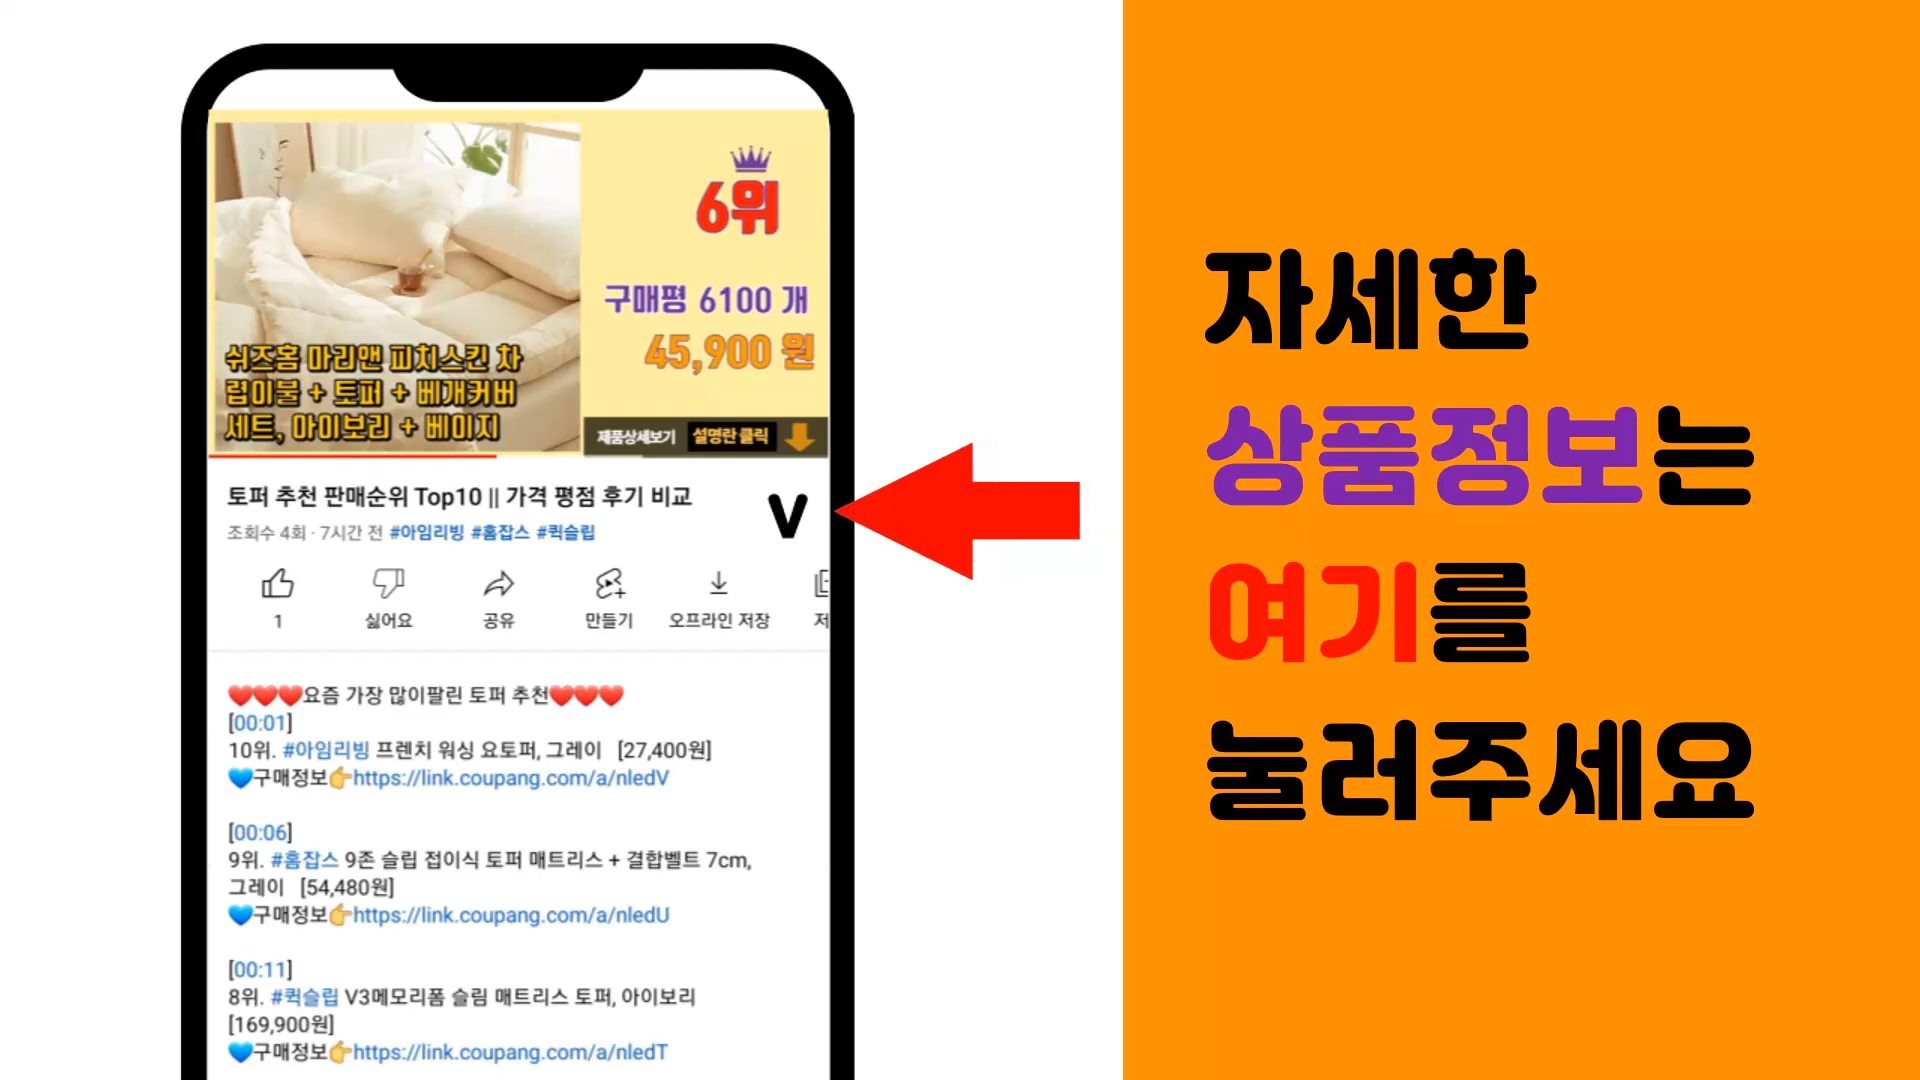 6위
구매평 6100 개
45,900 원
쉬즈홈 마리앤 피치스킨 차
렵이불 + 토퍼 + 베개커버
세트, 아이보리 + 베이지
제품상세보기 설명란 클릭
토퍼 추천 판매순위 Top10 || 가격 평점 후기 비교
V
조회수 4회 · 7시간 전 #아임리빙 #홈잡스 #퀵슬립
1 싫어요 공유 만들기 오프라인 저장 저
❤️❤️❤️요즘 가장 많이팔린 토퍼 추천❤️❤️❤️
[00:01]
10위. #아임리빙 프렌치 워싱 요토퍼, 그레이 [27,400원]
💙구매정보👉https://link.coupang.com/a/nledV
[00:06]
9위. #홈잡스 9존 슬립 접이식 토퍼 매트리스 + 결합벨트 7cm,
그레이 [54,480원]
💙구매정보👉https://link.coupang.com/a/nledU
[00:11]
8위. #퀵슬립 V3메모리폼 슬림 매트리스 토퍼, 아이보리
[169,900원]
💙구매정보👉https://link.coupang.com/a/nledT
자세한
상품정보는
여기를
눌러주세요